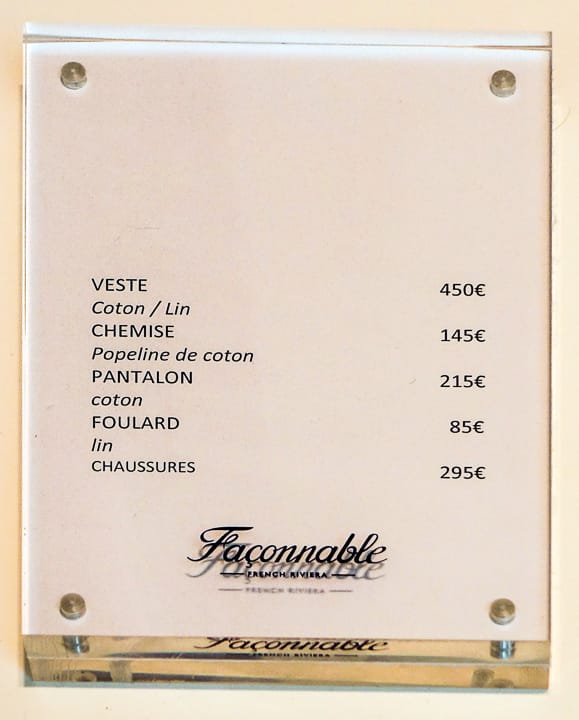 VESTE 450€
Coton / Lin
CHEMISE 145€
Popeline de coton
PANTALON 215€
coton
FOULARD 85€
lin
CHAUSSURES 295€
Façonnable
FRENCH RIVIERA